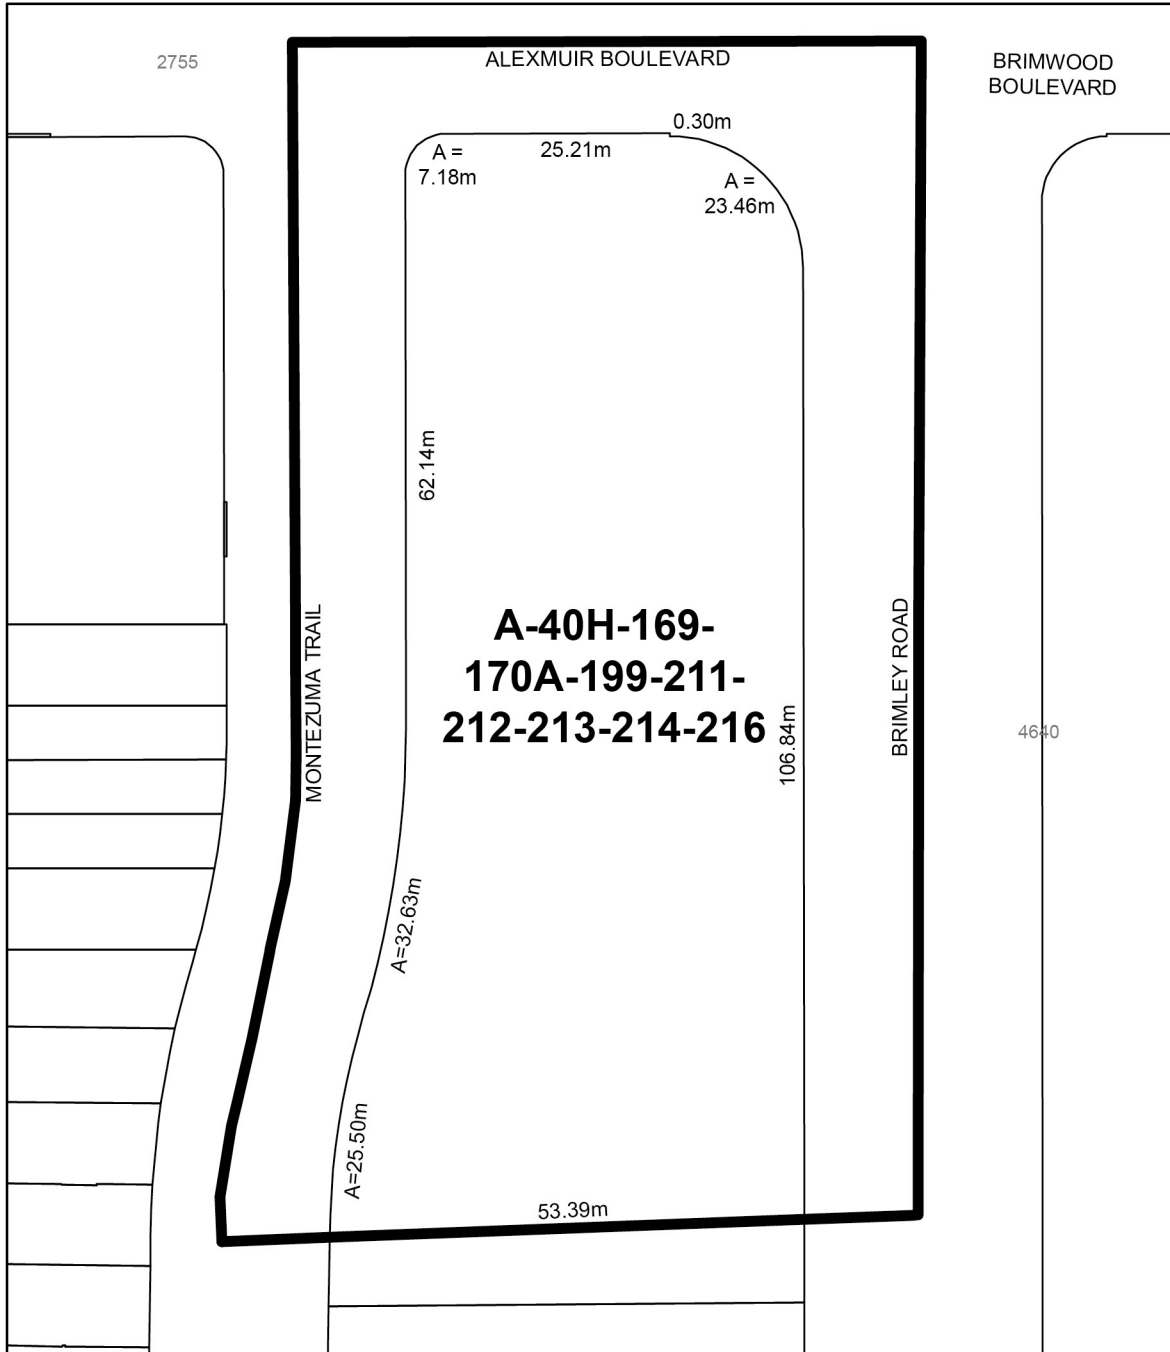 2755
ALEXMUIR BOULEVARD
BRIMWOOD
BOULEVARD
0.30m
A =
7.18m
25.21m
A =
23.46m
62.14m
MONTEZUMA TRAIL
A-40H-169-
170A-199-211-
212-213-214-216
106.84m
BRIMLEY ROAD
4640
A=32.63m
A=25.50m
53.39m